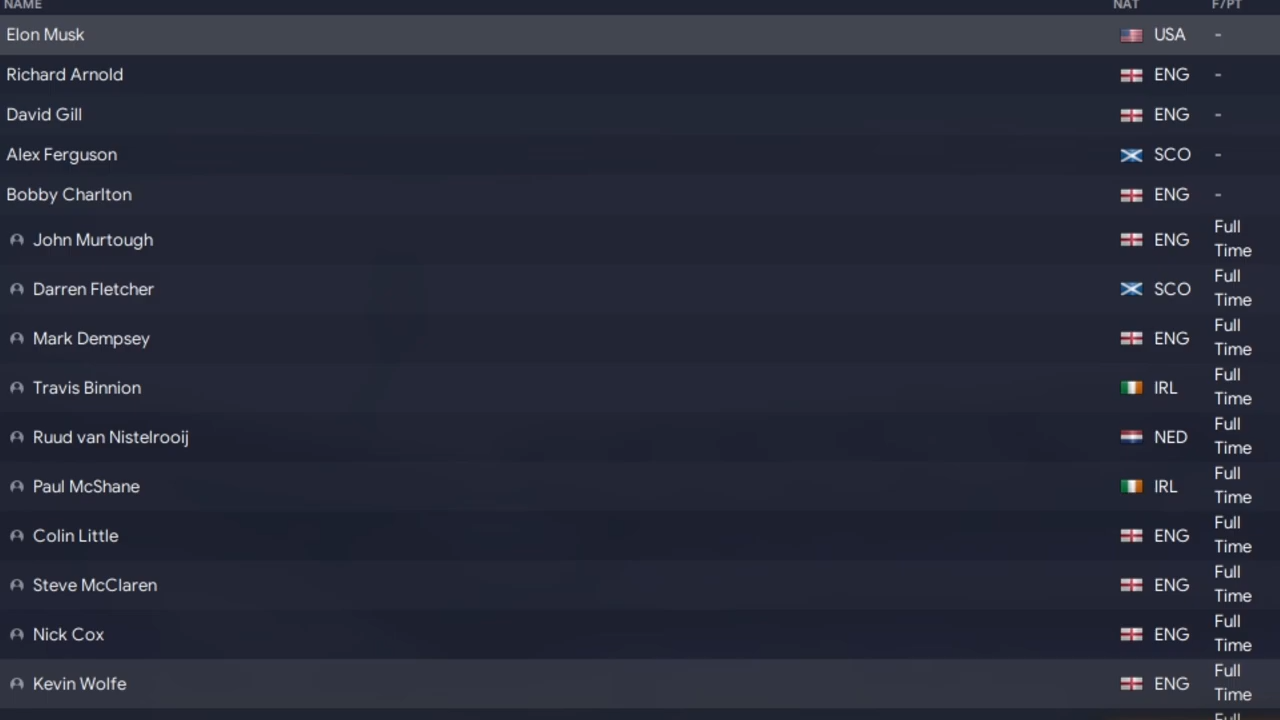 NAME NAT F/PT
Elon Musk USA -
Richard Arnold ENG -
David Gill ENG -
Alex Ferguson SCO -
Bobby Charlton ENG -
John Murtough ENG Full Time
Darren Fletcher SCO Full Time
Mark Dempsey ENG Full Time
Travis Binnion IRL Full Time
Ruud van Nistelrooij NED Full Time
Paul McShane IRL Full Time
Colin Little ENG Full Time
Steve McClaren ENG Full Time
Nick Cox ENG Full Time
Kevin Wolfe ENG Full Time
Full